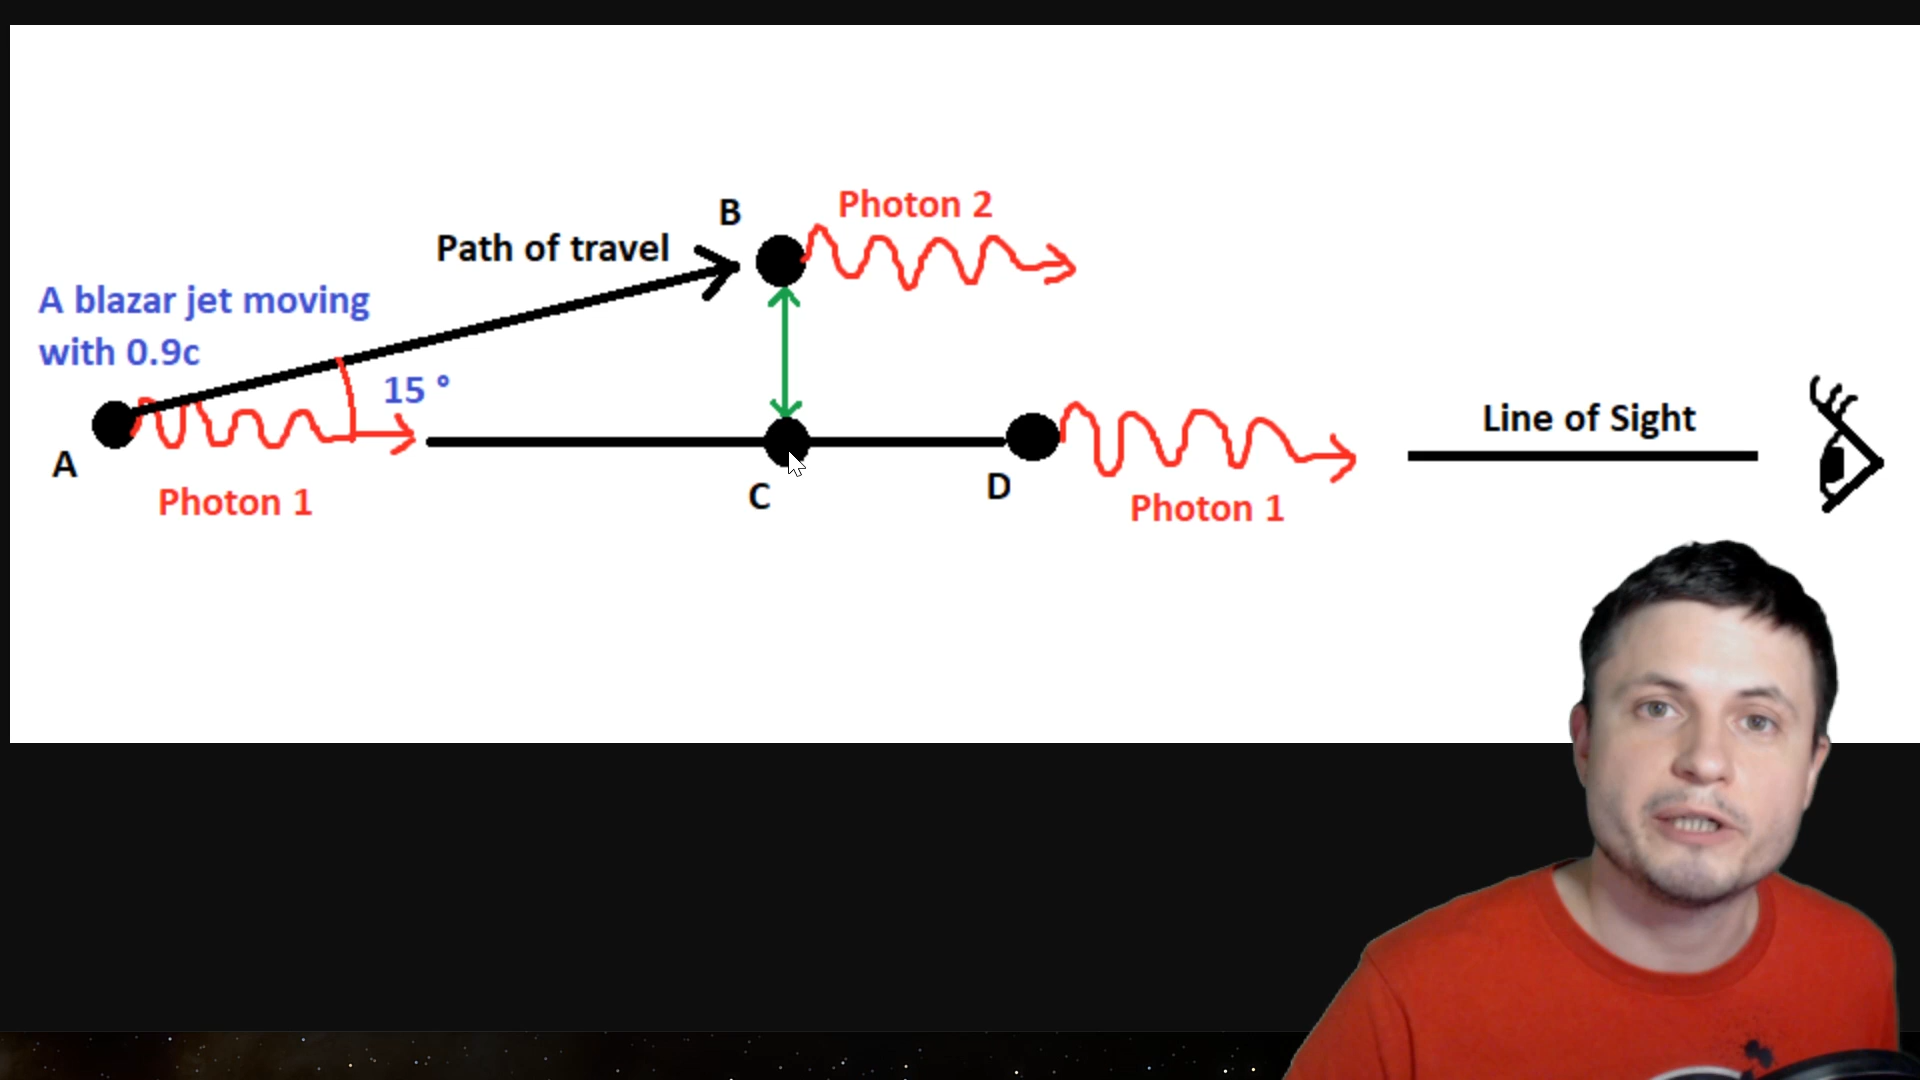 B
Photon 2
Path of travel
A blazar jet moving
with 0.9c
15 °
Line of Sight
A
Photon 1
C
D
Photon 1